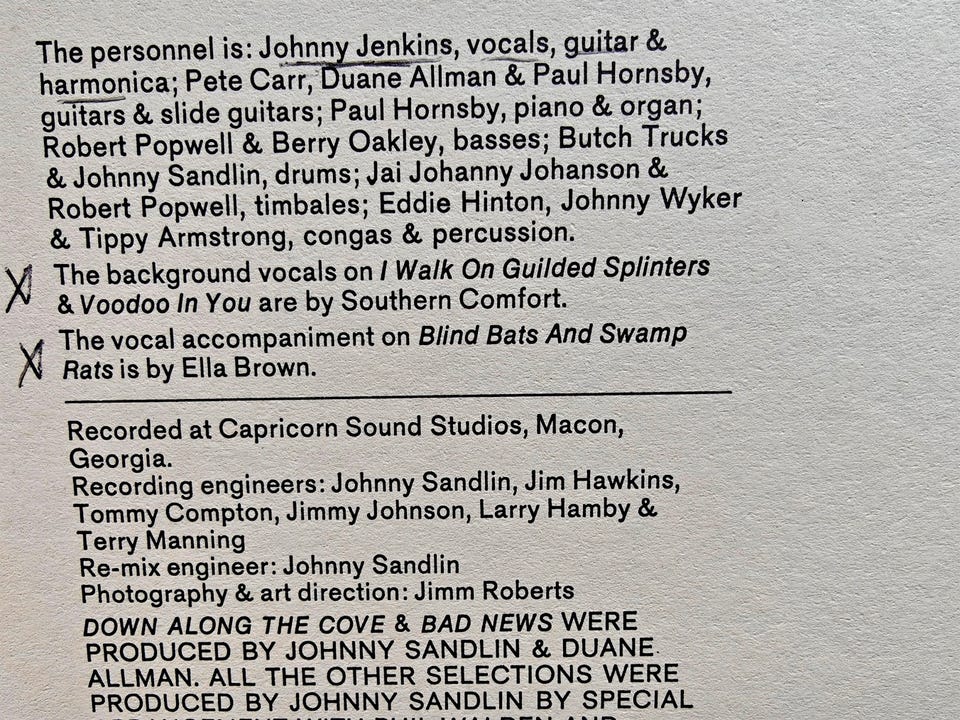 The personnel is: Johnny Jenkins, vocals, guitar &
harmonica; Pete Carr, Duane Allman & Paul Hornsby,
guitars & slide guitars; Paul Hornsby, piano & organ;
Robert Popwell & Berry Oakley, basses; Butch Trucks
& Johnny Sandlin, drums; Jai Johanny Johanson &
Robert Popwell, timbales; Eddie Hinton, Johnny Wyker
& Tippy Armstrong, congas & percussion.
X The background vocals on I Walk On Guilded Splinters
& Voodoo In You are by Southern Comfort.
X The vocal accompaniment on Blind Bats And Swamp
Rats is by Ella Brown.
Recorded at Capricorn Sound Studios, Macon,
Georgia.
Recording engineers: Johnny Sandlin, Jim Hawkins,
Tommy Compton, Jimmy Johnson, Larry Hamby &
Terry Manning
Re-mix engineer: Johnny Sandlin
Photography & art direction: Jimm Roberts
DOWN ALONG THE COVE & BAD NEWS WERE
PRODUCED BY JOHNNY SANDLIN & DUANE
ALLMAN. ALL THE OTHER SELECTIONS WERE
PRODUCED BY JOHNNY SANDLIN BY SPECIAL
ARRANGEMENT WITH PHIL WALDEN AND